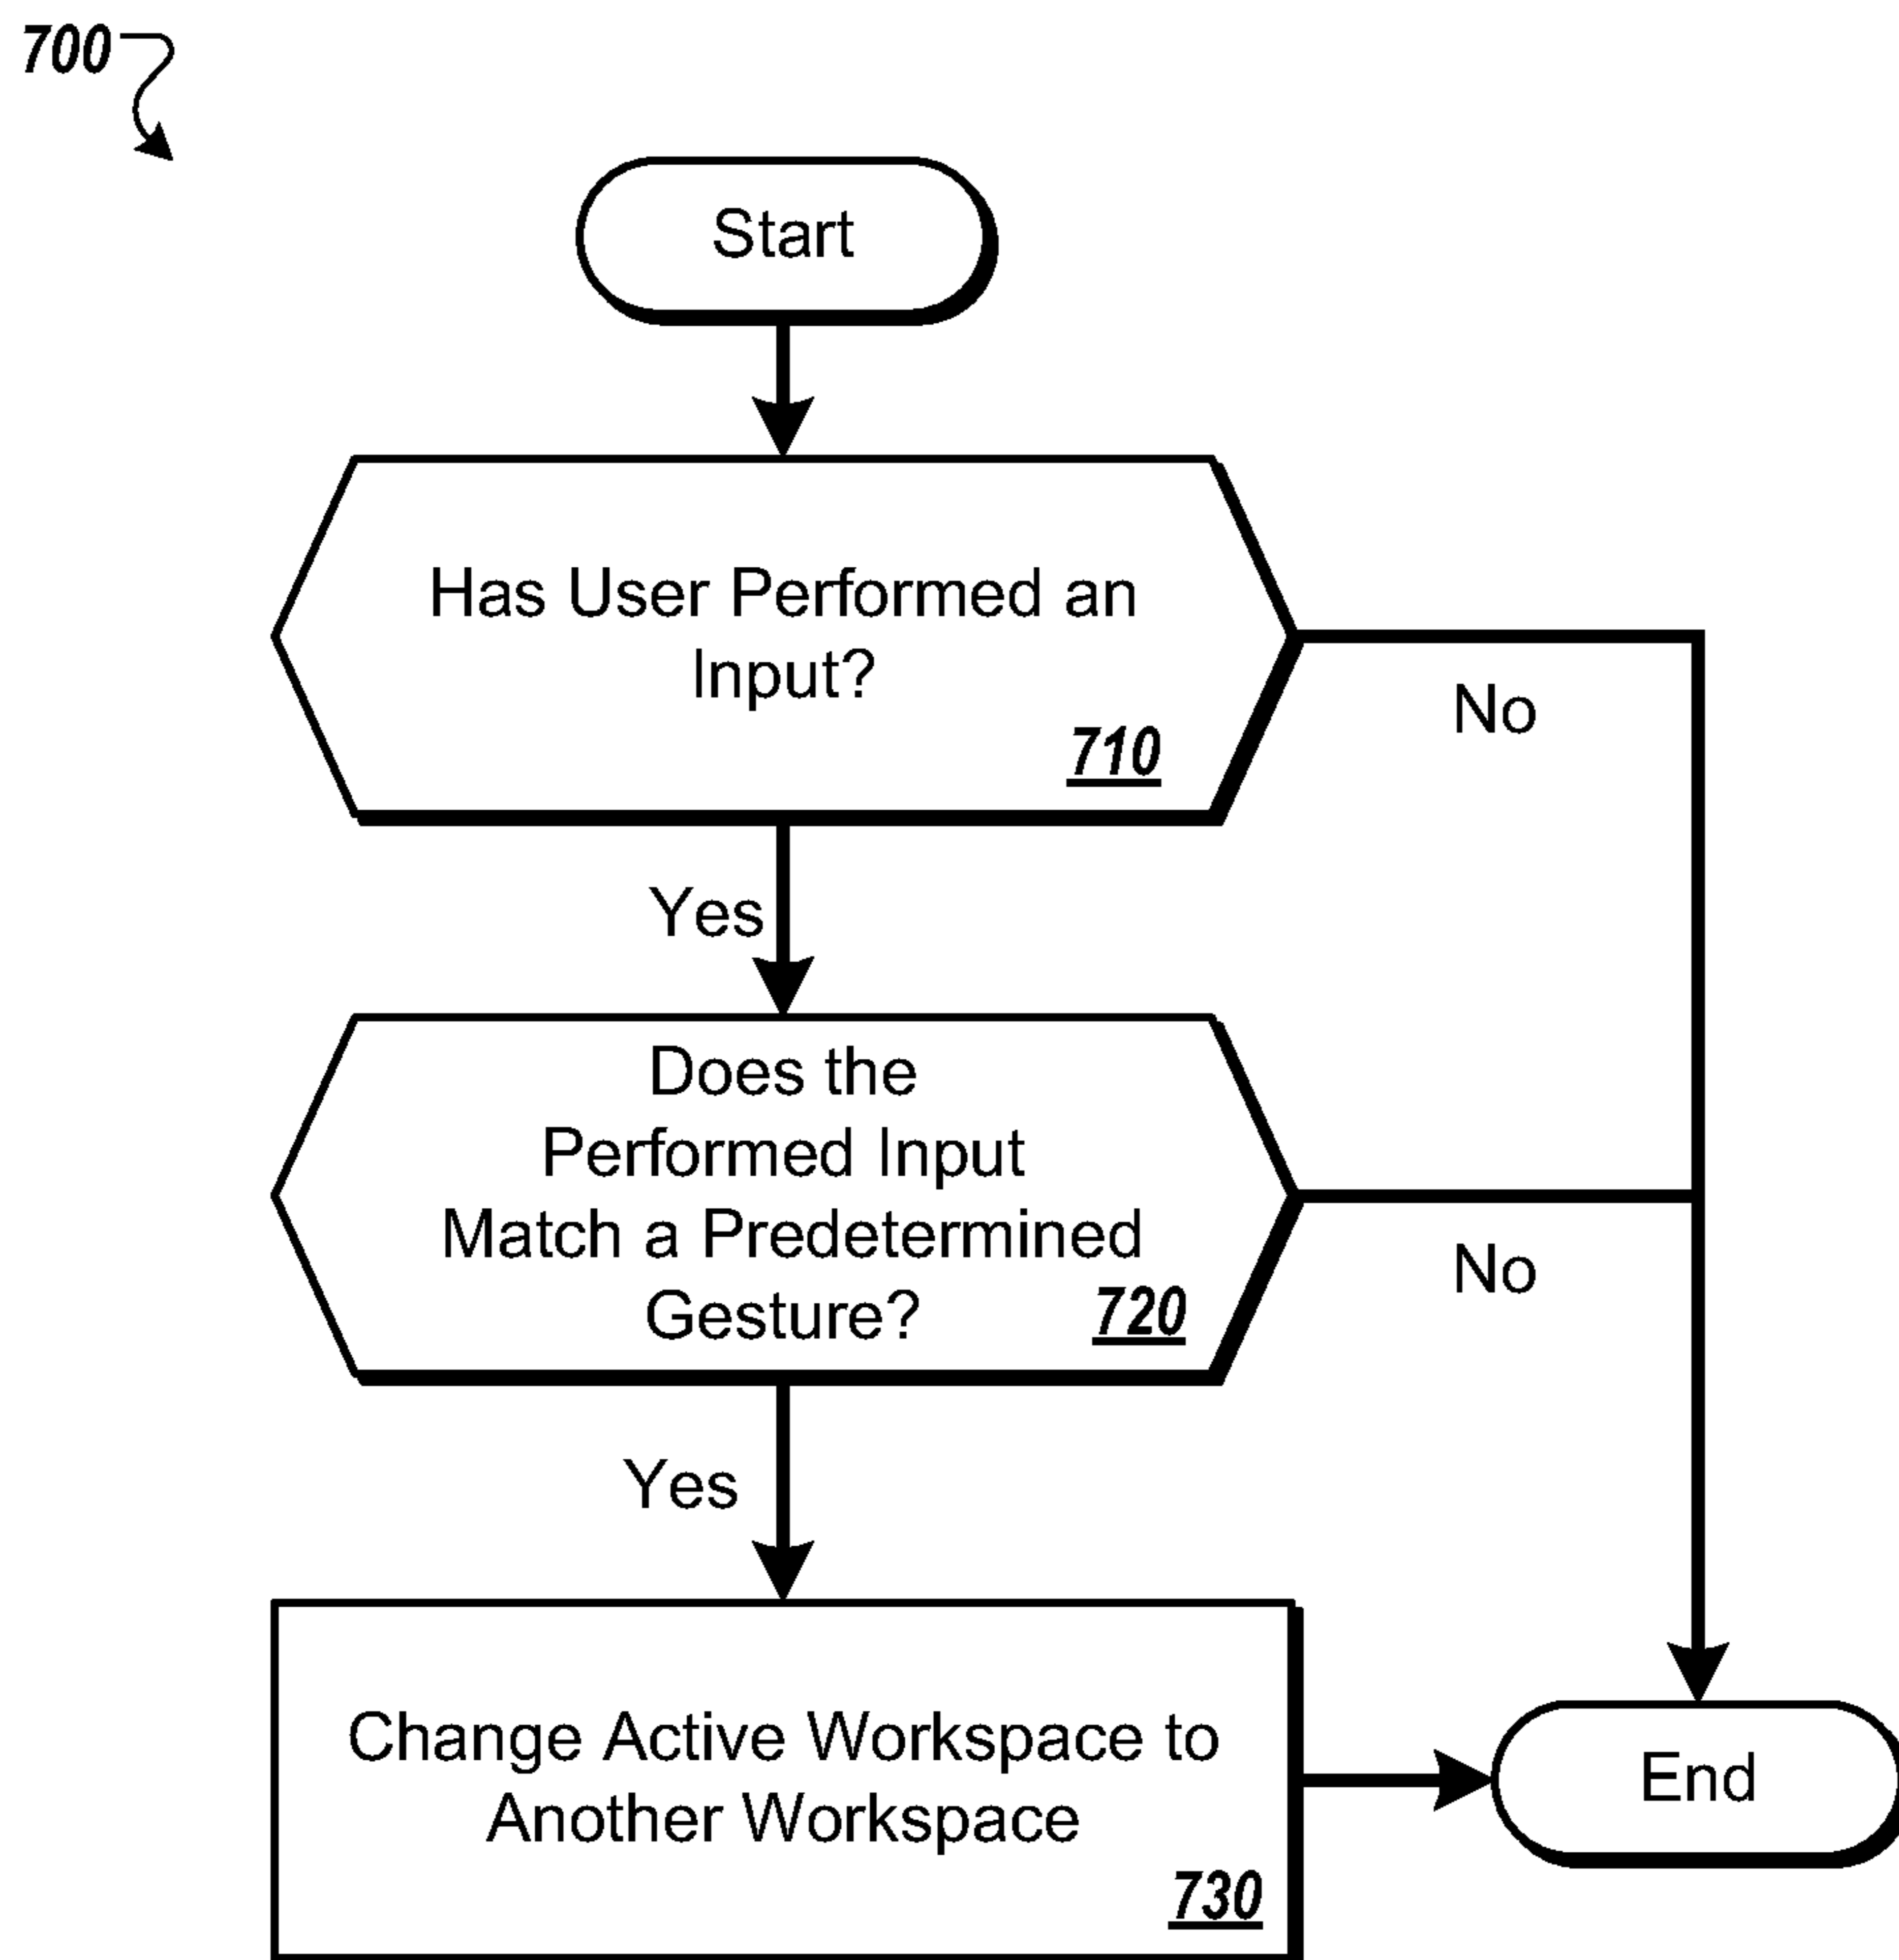 700
Start
Has User Performed an
Input?
710
No
Yes
Does the
Performed Input
Match a Predetermined
Gesture?
720
No
Yes
Change Active Workspace to
Another Workspace
730
End